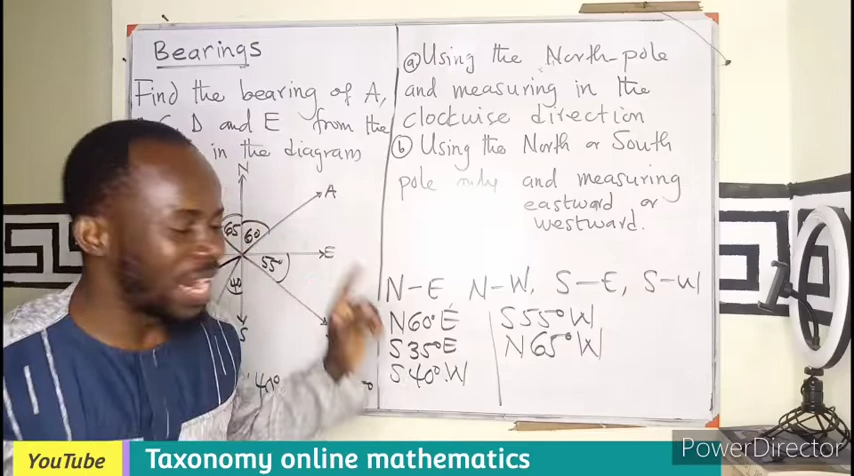 Bearings
Find the bearing of A,
C D and E from the
in the diagram
N
A
65 60
E
55°
40
S
40°
ⓐ Using the North-pole
and measuring in the
clockwise direction
ⓑ Using the North or South
pole only and measuring
eastward or
westward.
N-E N-W, S-E, S-W
N60°E
S35°E
S40°W
S55°W
N65°W
YouTube
Taxonomy online mathematics
PowerDirector